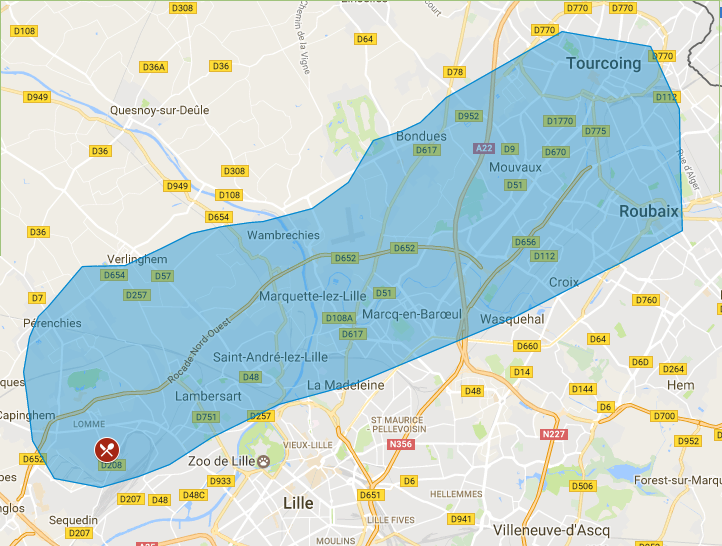 D308
D770
D770
D108
D64
Chemin de la Vigne
court
D36A
D36
D78
D770
Tourcoing
D949
D112
Quesnoy-sur-Deûle
D952
D1770
D775
Bondues
D617
A22
D9
D670
D36
Mouvaux
Rue d'Alger
D308
D949
D108
D51
D654
Roubaix
D36
Wambrechies
D652
D652
D656
D112
Verlinghem
D654
D57
D257
Croix
D7
Marquette-lez-Lille
D51
D760
D108A
Marcq-en-Barœul
Wasquehal
Pérenchies
D617
D64
Rocade Nord-Ouest
D660
Saint-André-lez-Lille
D6D
D264
D14
D48
La Madeleine
Hem
ques
D144
D48
Lambersart
D6
Capinghem
D751
D257
D700
LOMME
ST MAURICE
PELLEVOISIN
N227
VIEUX-LILLE
N356
D952
D652
D208
Zoo de Lille
D933
D6
Forest-sur-Marqu
D506
D207
D48
D48C
D651
HELLEMMES
Lille
nglos
Sequedin
LILLE FIVES
D941
Villeneuve-d'Ascq
D207
MOULINS